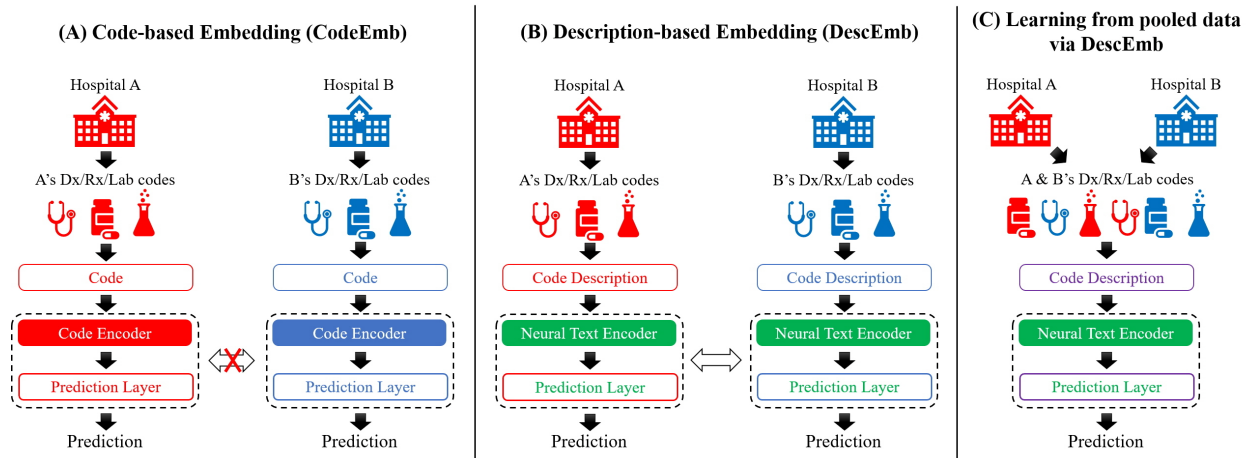 (A) Code-based Embedding (CodeEmb)
Hospital A
A's Dx/Rx/Lab codes
Code
Code Encoder
Prediction Layer
Prediction
Hospital B
B's Dx/Rx/Lab codes
Code
Code Encoder
Prediction Layer
Prediction
(B) Description-based Embedding (DescEmb)
Hospital A
A's Dx/Rx/Lab codes
Code Description
Neural Text Encoder
Prediction Layer
Prediction
Hospital B
B's Dx/Rx/Lab codes
Code Description
Neural Text Encoder
Prediction Layer
Prediction
(C) Learning from pooled data
via DescEmb
Hospital A
Hospital B
A & B's Dx/Rx/Lab codes
Code Description
Neural Text Encoder
Prediction Layer
Prediction